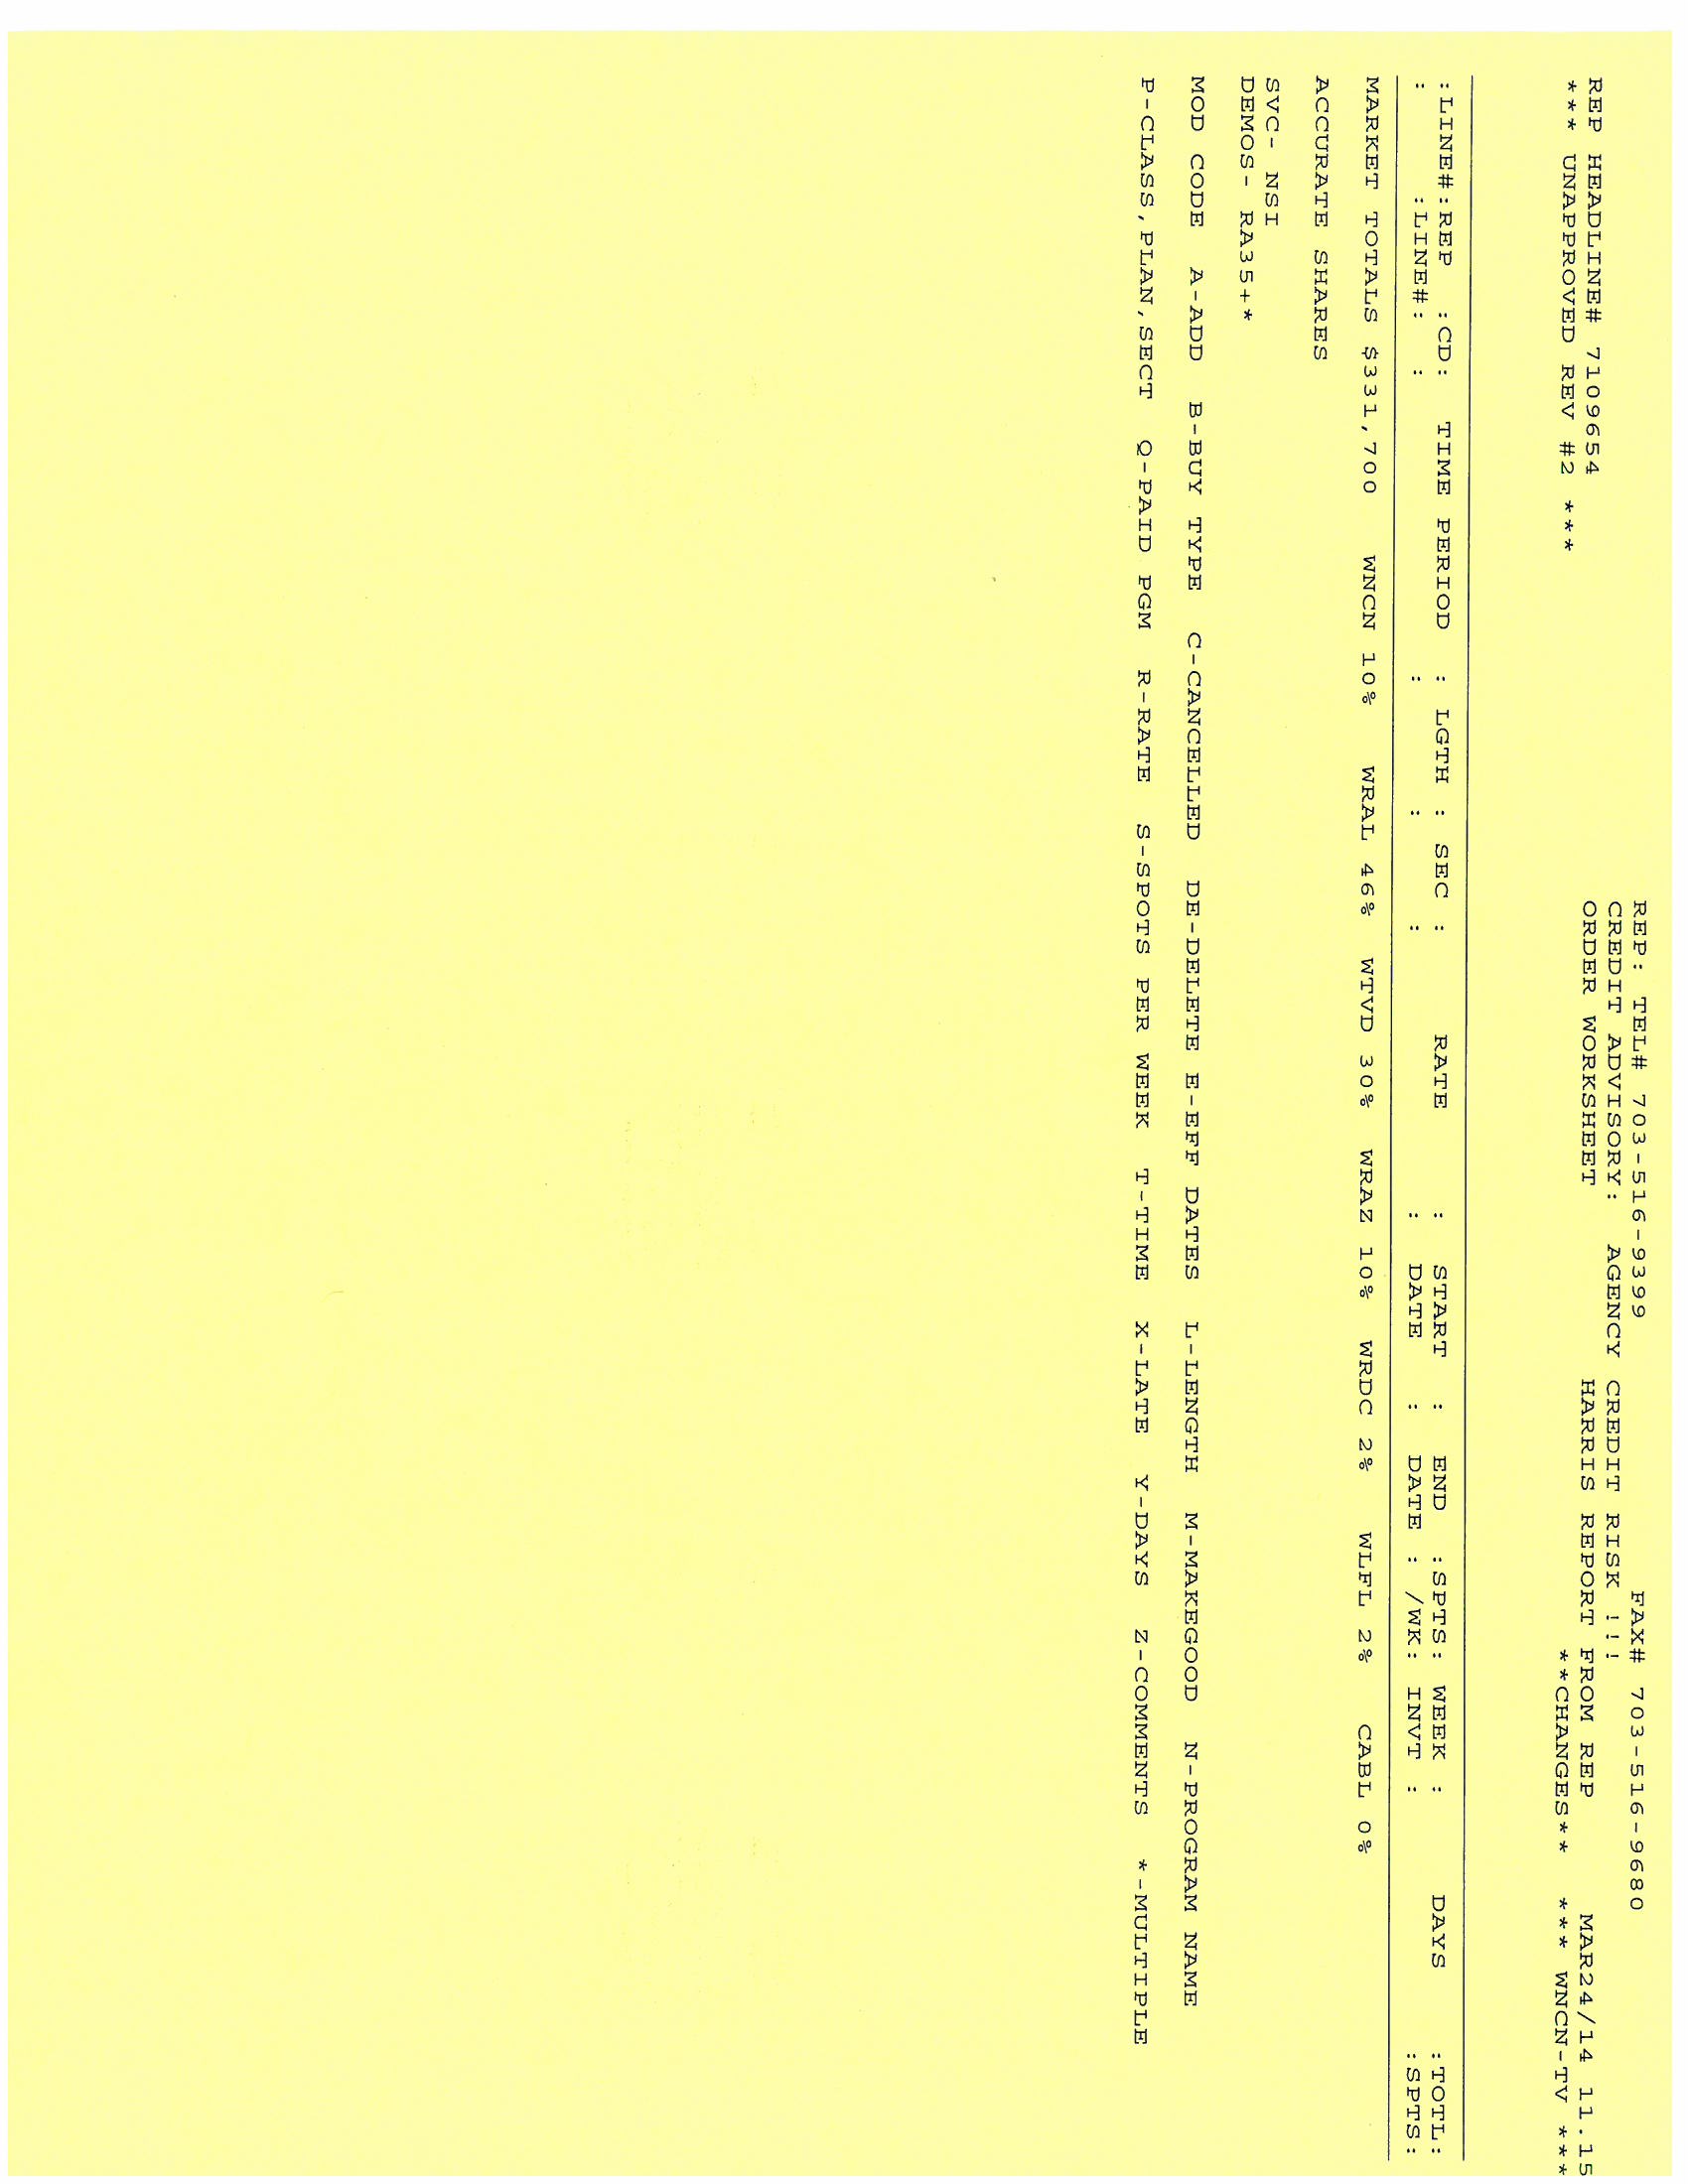 REP: TEL# 703-516-9399 FAX# 703-516-9680
CREDIT ADVISORY: AGENCY CREDIT RISK !!!
REP HEADLINE# 7109654 ORDER WORKSHEET HARRIS REPORT FROM REP MAR24/14 11.15
*** UNAPPROVED REV #2 *** **CHANGES** *** WNCN-TV ***
:LINE#:REP :CD: TIME PERIOD : LGTH : SEC : RATE : START : END :SPTS: WEEK : DAYS :TOTL:
: :LINE#: : : : : : DATE : DATE : /WK: INVT : :SPTS:
MARKET TOTALS $331,700 WNCN 10% WRAL 46% WTVD 30% WRAZ 10% WRDC 2% WLFL 2% CABL 0%
ACCURATE SHARES
SVC- NSI
DEMOS- RA35+*
MOD CODE A-ADD B-BUY TYPE C-CANCELLED DE-DELETE E-EFF DATES L-LENGTH M-MAKEGOOD N-PROGRAM NAME
P-CLASS,PLAN,SECT Q-PAID PGM R-RATE S-SPOTS PER WEEK T-TIME X-LATE Y-DAYS Z-COMMENTS *-MULTIPLE